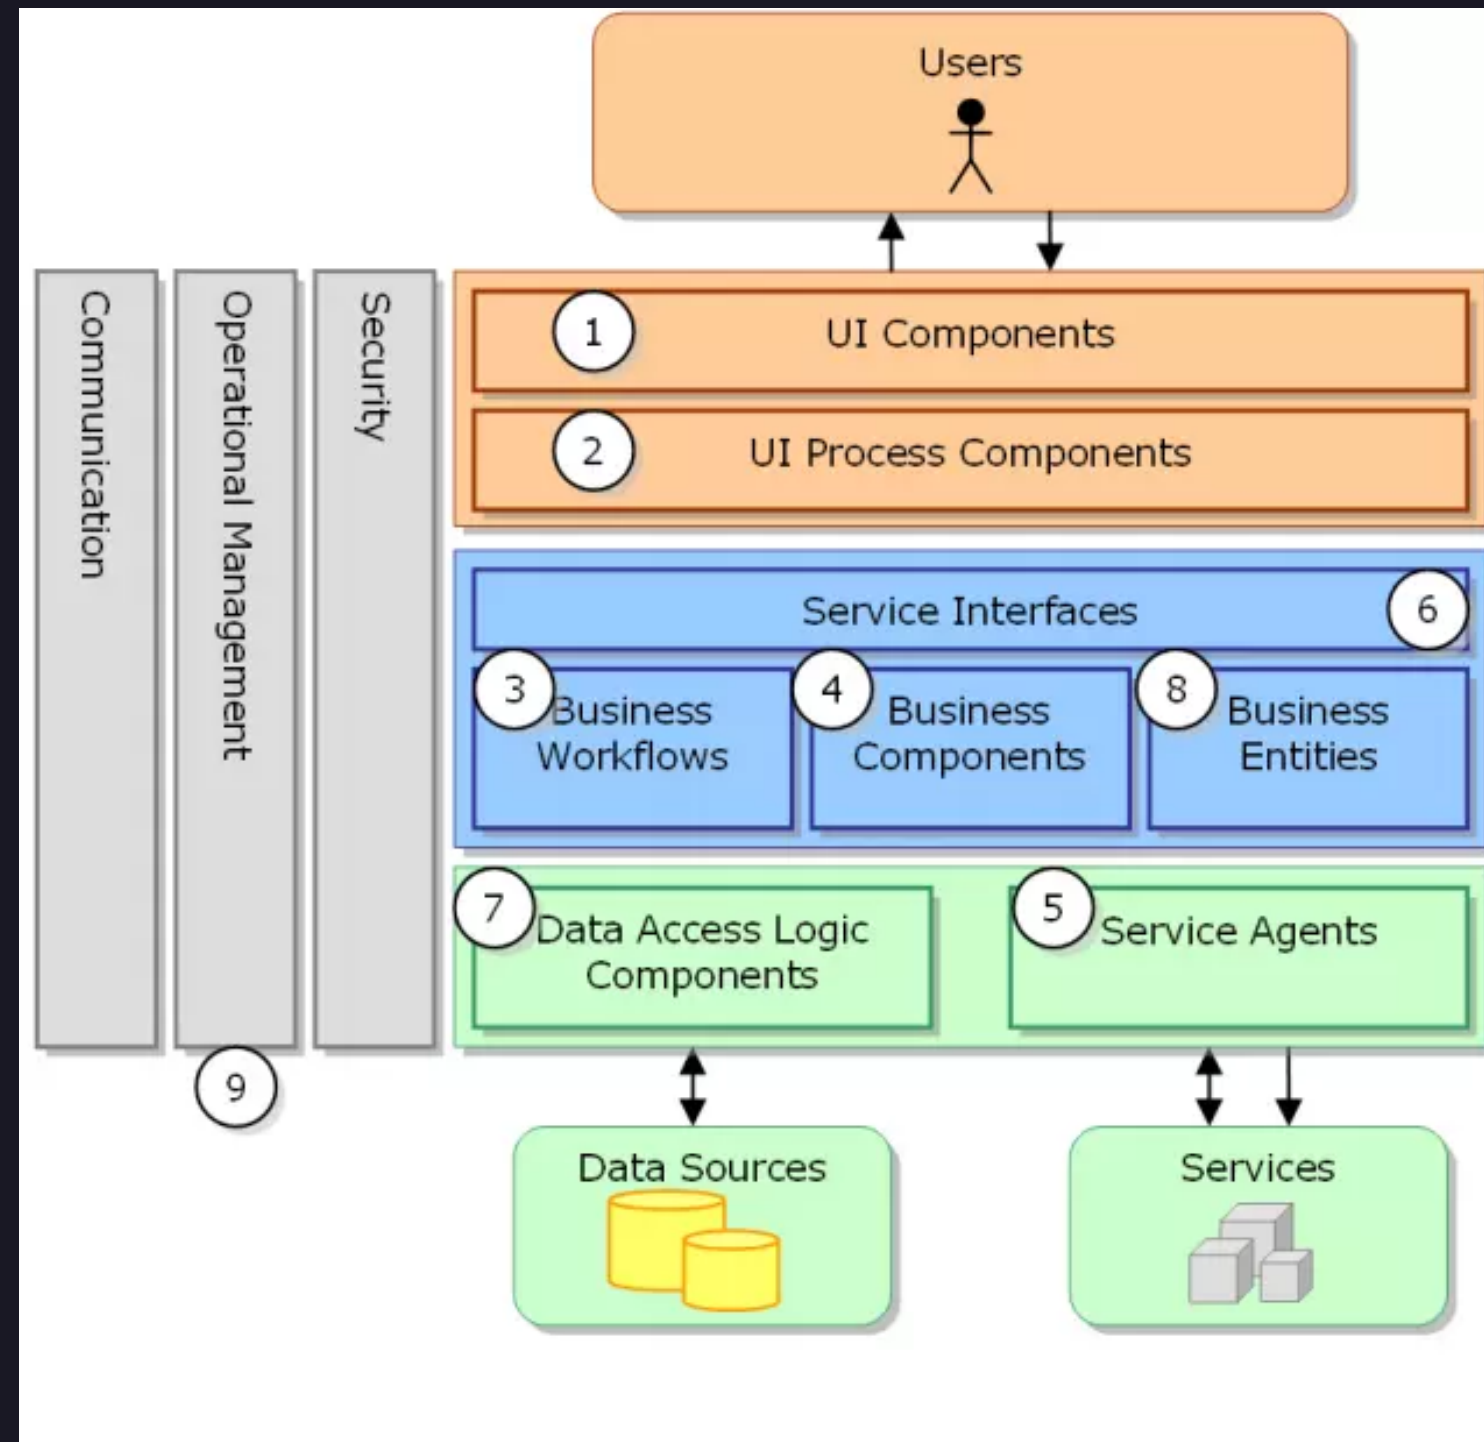 Users
Communication
Operational Management
Security
1
UI Components
2
UI Process Components
Service Interfaces
6
3
Business
Workflows
4
Business
Components
8
Business
Entities
7
Data Access Logic
Components
5
Service Agents
9
Data Sources
Services